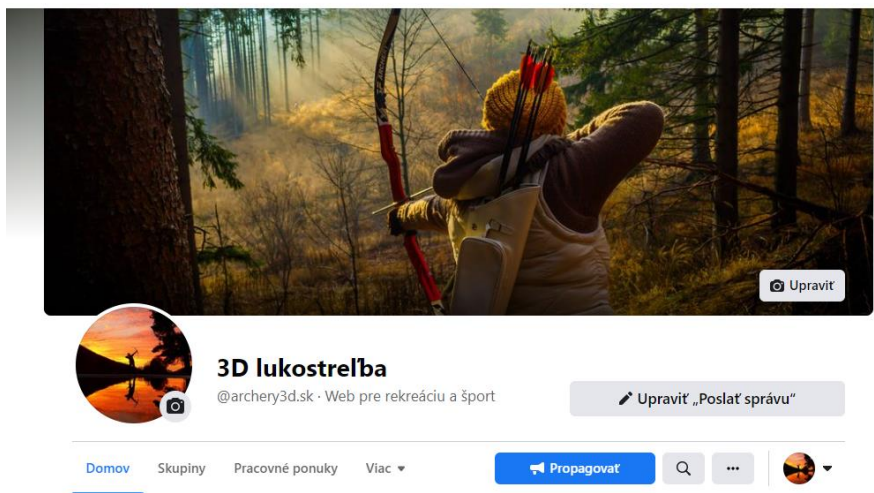 Upraviť
3D lukostreľba
@archery3d.sk · Web pre rekreáciu a šport
Upraviť „Poslať správu“
Domov Skupiny Pracovné ponuky Viac
Propagovať